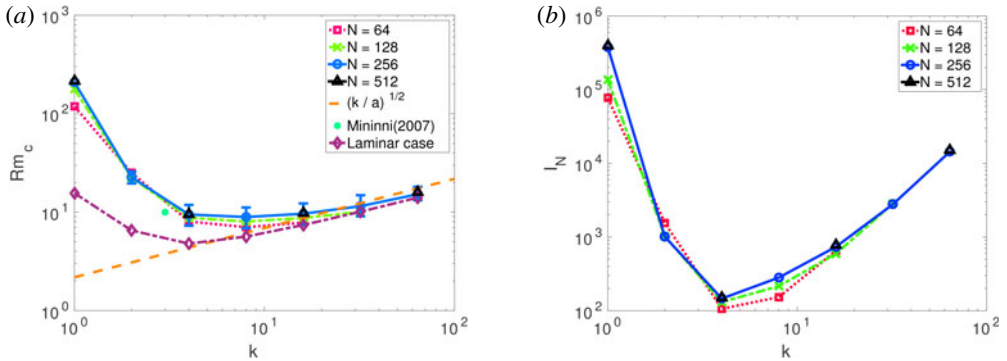 (a)
10^3
10^2
10^1
10^0
Rm_c
10^0
10^1
10^2
k
N = 64
N = 128
N = 256
N = 512
(k / a) ^1/2
Mininni(2007)
Laminar case
(b)
10^6
10^5
10^4
10^3
10^2
I_N
10^0
10^1
10^2
k
N = 64
N = 128
N = 256
N = 512